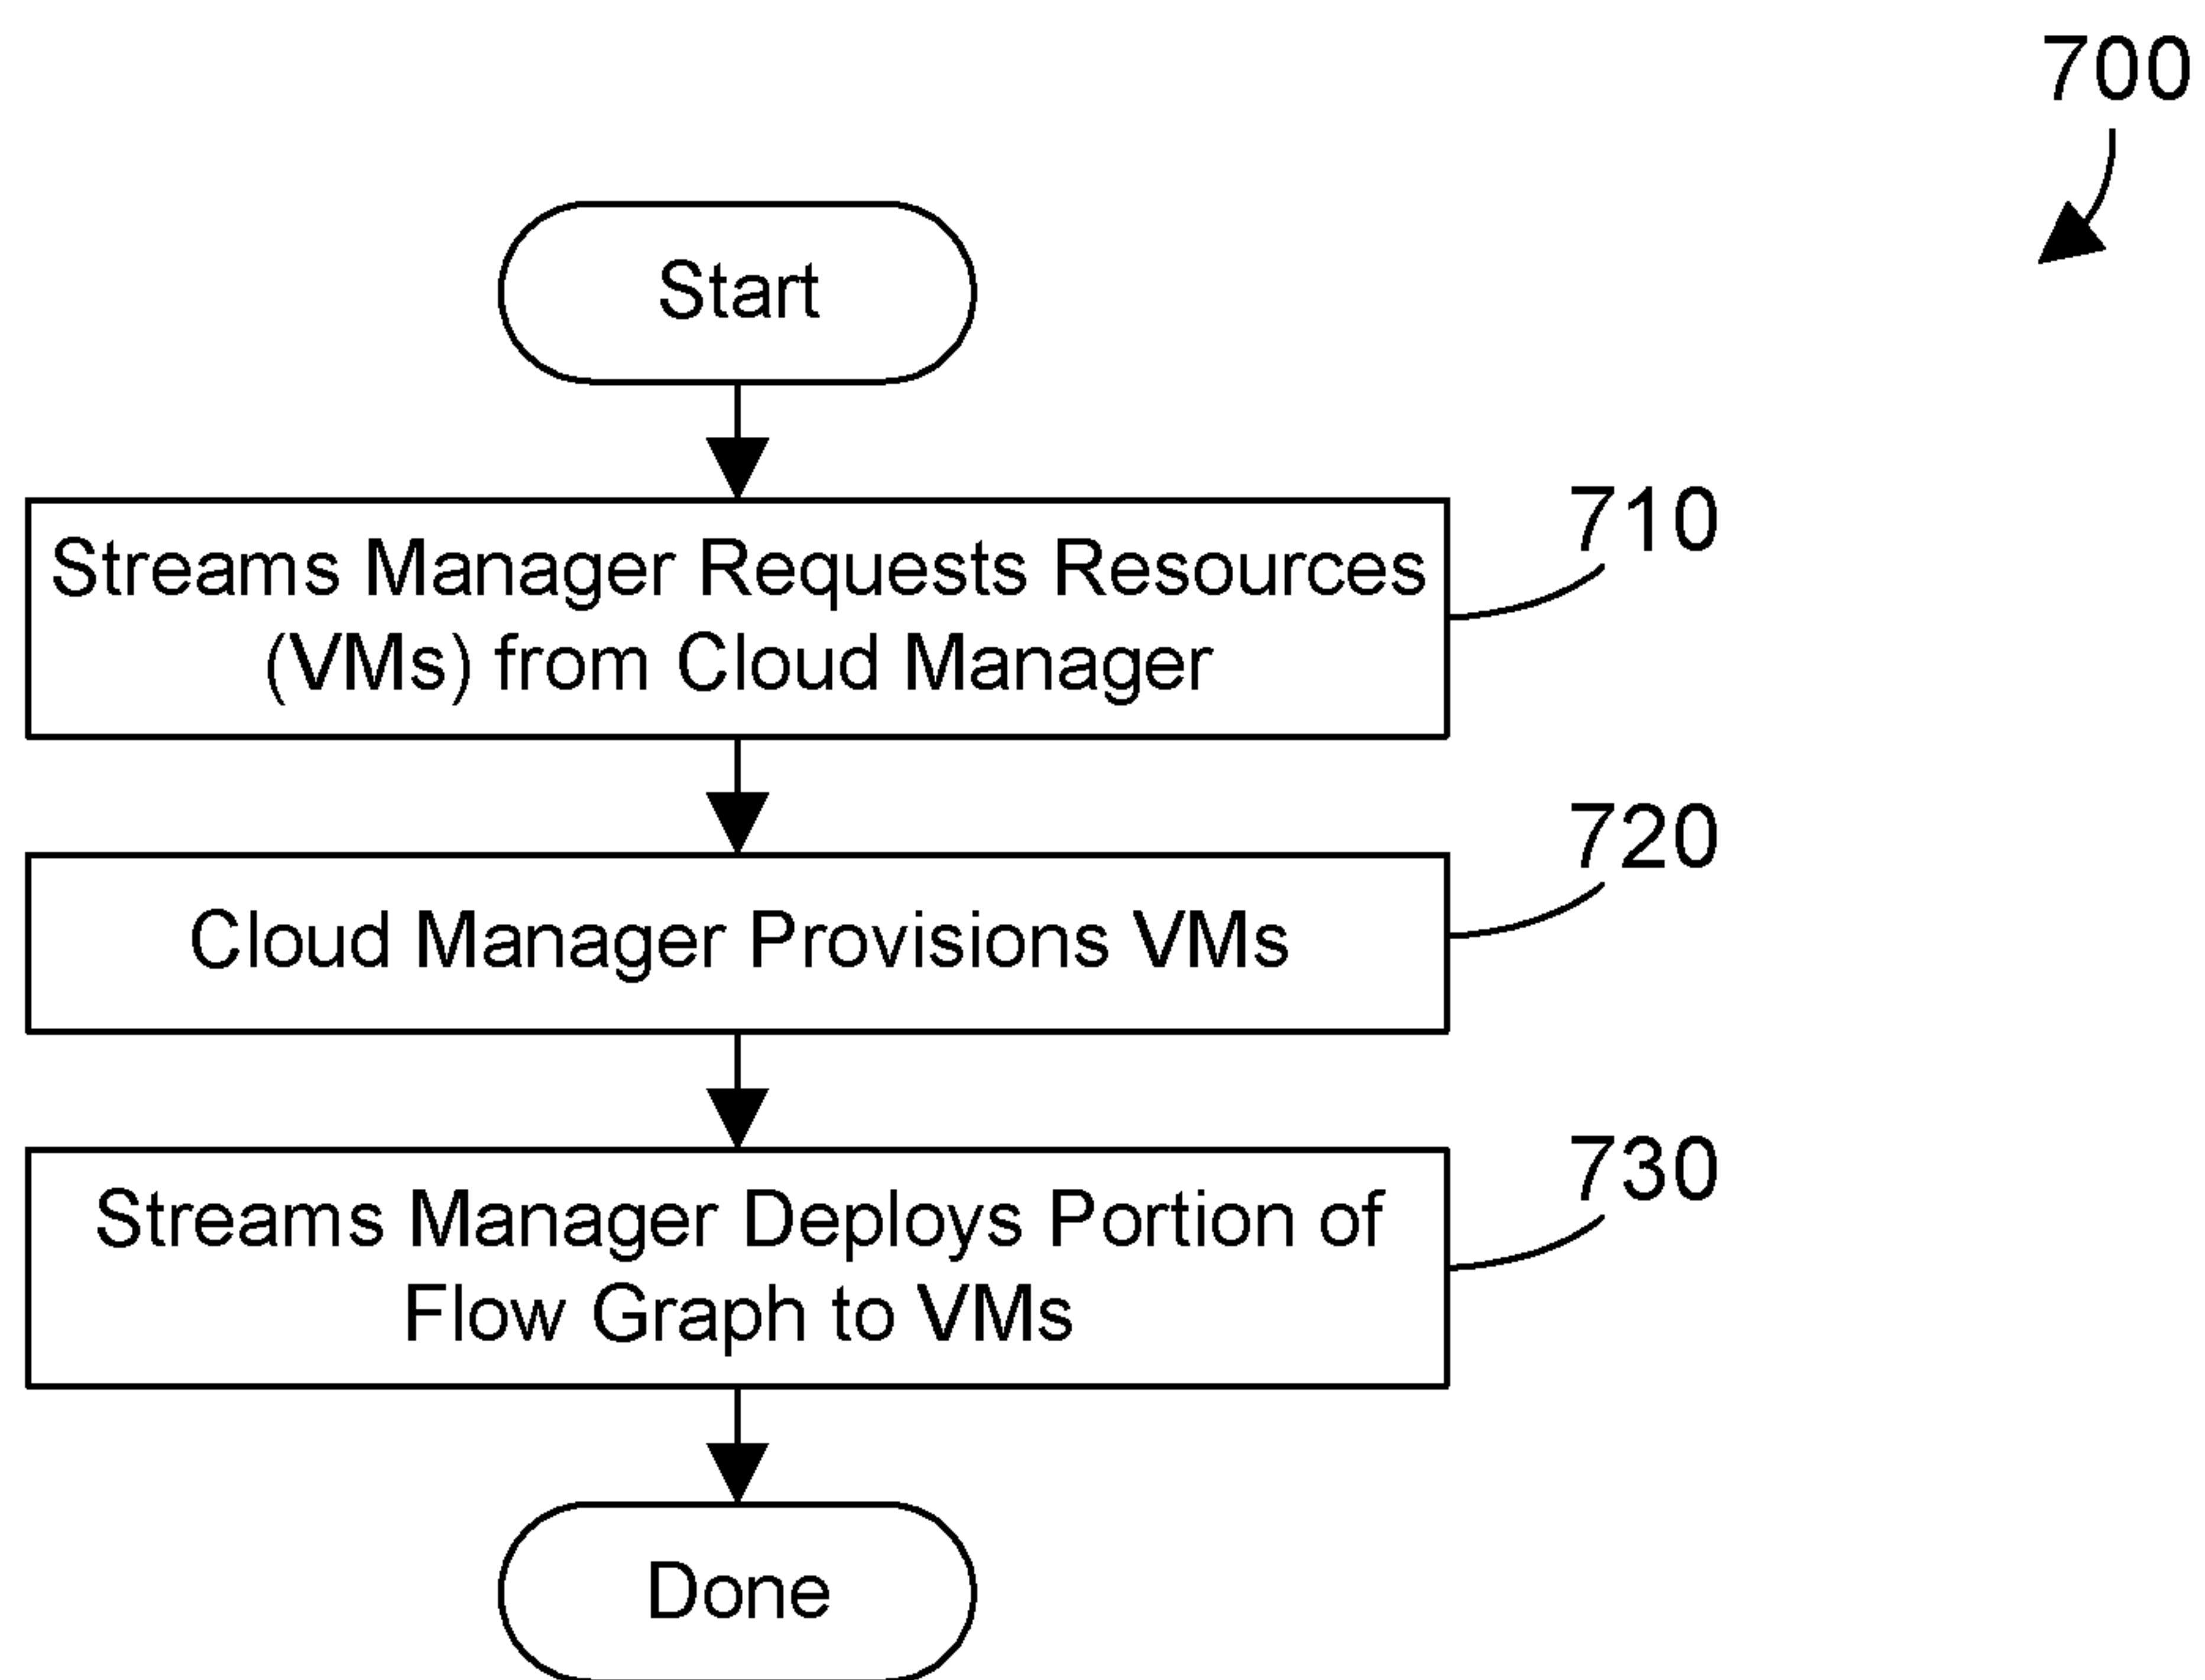 700
Start
710
Streams Manager Requests Resources
(VMs) from Cloud Manager
720
Cloud Manager Provisions VMs
730
Streams Manager Deploys Portion of
Flow Graph to VMs
Done